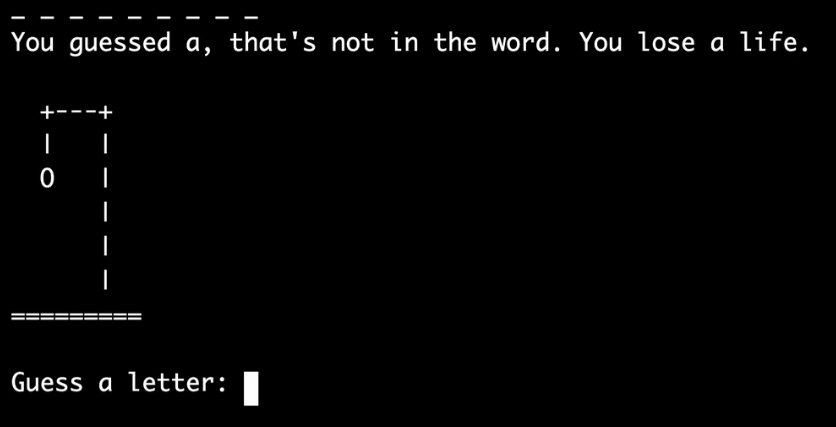 _ _ _ _ _ _ _ _ _
You guessed a, that's not in the word. You lose a life.
  +---+
  |   |
  O   |
      |
      |
      |
=========
Guess a letter: